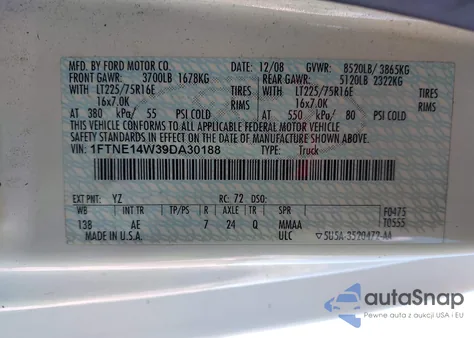 MFD. BY FORD MOTOR CO. 12/08 GVWR: 8520LB/ 3865KG
FRONT GAWR: 3700LB 1678KG REAR GAWR: 5120LB 2322KG
WITH LT225/75R16E WITH LT225/75R16E
TIRES 16x7.0K TIRES 16x7.0K
RIMS RIMS
AT 380 kPa/ 55 PSI COLD AT 550 kPa/ 80 PSI COLD
THIS VEHICLE CONFORMS TO ALL APPLICABLE FEDERAL MOTOR VEHICLE
SAFETY STANDARDS IN EFFECT ON THE DATE OF MANUFACTURE SHOWN ABOVE.
VIN: 1FTNE14W39DA30188 TYPE: Truck
EXT PNT: YZ RC: 72 DSO:
WB INT TR TP/PS R AXLE TR SPR F0475
138 AE 7 24 Q MMAA T0555
MADE IN U.S.A. ULC ▽5U5A-3520472-AA
autoSnap
Pewne auta z aukcji USA i EU